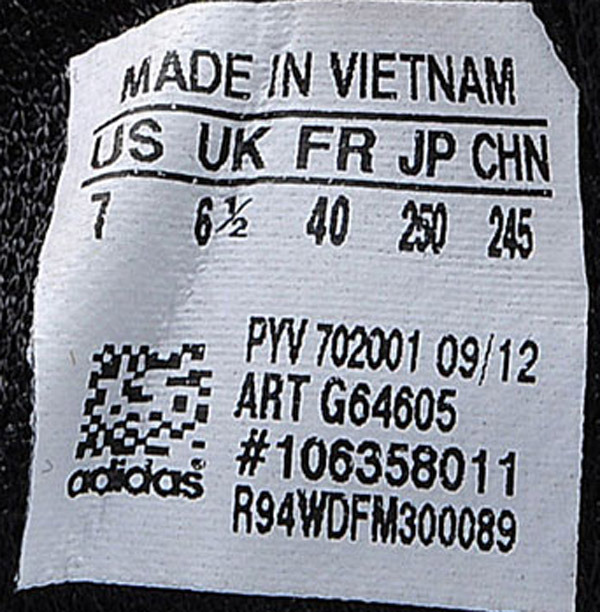 MADE IN VIETNAM
US UK FR JP CHN
7 6½ 40 250 245
PYV 702001 09/12
ART G64605
#106358011
R94WDFM300089
adidas